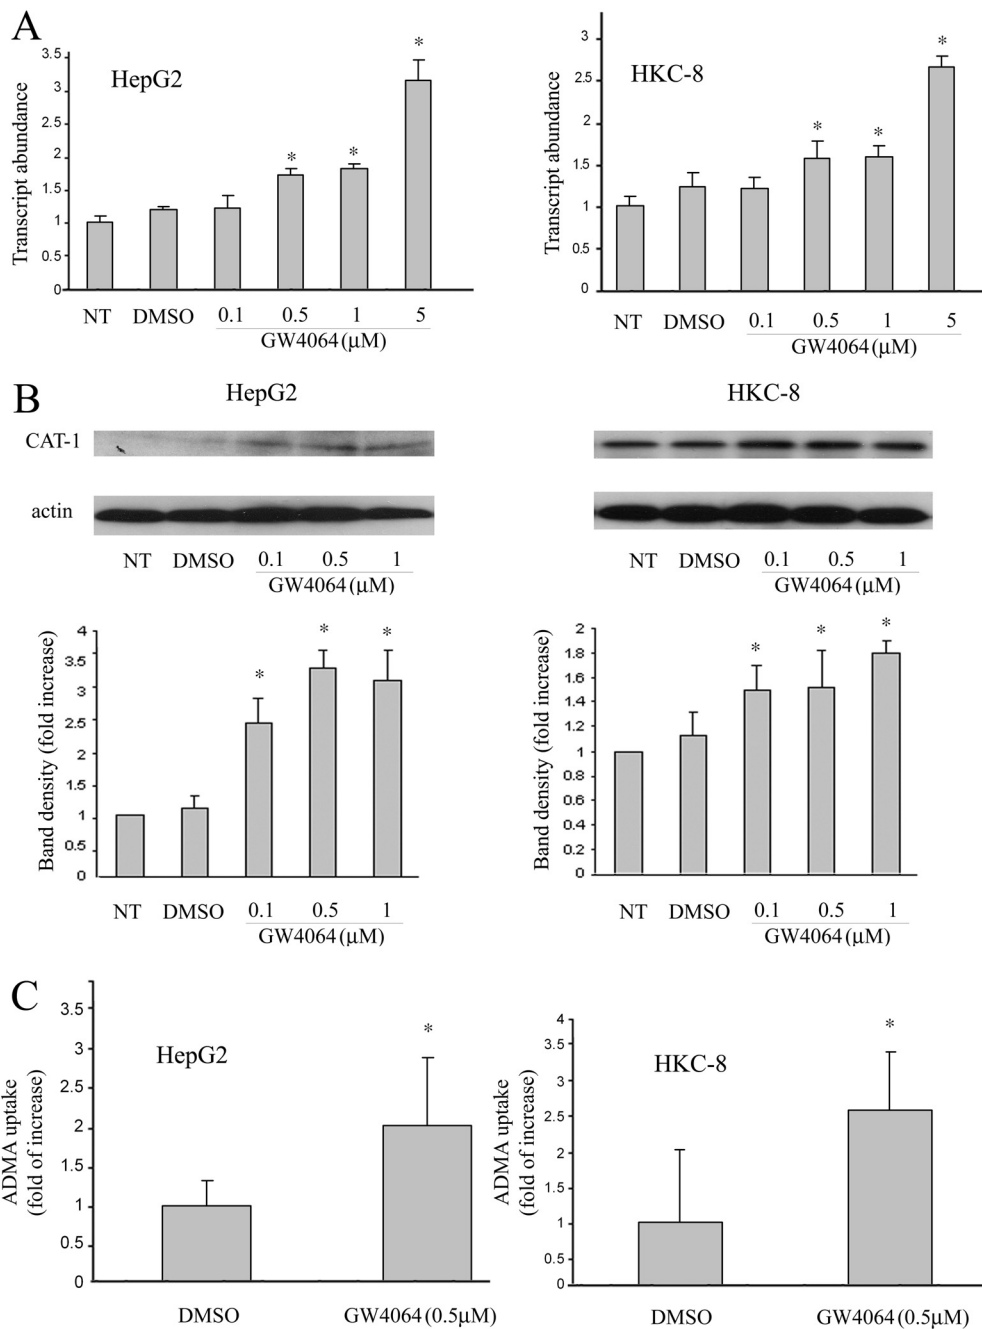 A
HepG2
Transcript abundance
3.5
3
2.5
2
1.5
1
0.5
0
*
*
*
NT DMSO 0.1 0.5 1 5
GW4064 (µM)
HKC-8
Transcript abundance
3
2.5
2
1.5
1
0.5
0
*
*
*
NT DMSO 0.1 0.5 1 5
GW4064 (µM)
B
HepG2
HKC-8
CAT-1
actin
NT DMSO 0.1 0.5 1
GW4064 (µM)
NT DMSO 0.1 0.5 1
GW4064 (µM)
Band density (fold increase)
4
3.5
3
2.5
2
1.5
1
0.5
0
*
*
*
NT DMSO 0.1 0.5 1
GW4064 (µM)
Band density (fold increase)
2
1.8
1.6
1.4
1.2
1
0.8
0.6
0.4
0.2
0
*
*
*
NT DMSO 0.1 0.5 1
GW4064 (µM)
C
HepG2
ADMA uptake
(fold of increase)
3.5
3
2.5
2
1.5
1
0.5
0
*
DMSO GW4064 (0.5µM)
HKC-8
ADMA uptake
(fold of increase)
4
3.5
3
2.5
2
1.5
1
0.5
0
*
DMSO GW4064 (0.5µM)